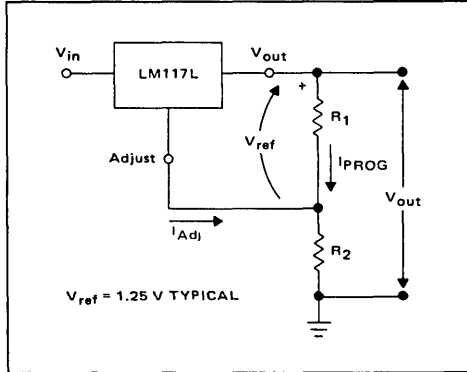 Vin
LM117L
Vout
+
R1
Vref
IPROG
Adjust
Vout
IAdj
R2
Vref = 1.25 V TYPICAL